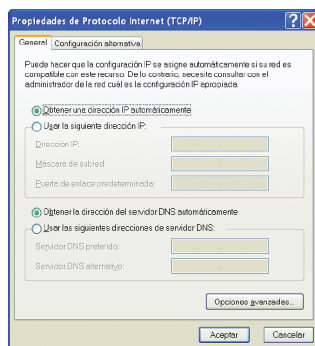 Propiedades de Protocolo Internet (TCP/IP)
General
Configuración alternativa
Puede hacer que la configuración IP se asigne automáticamente si su red es
compatible con este recurso. De lo contrario, necesita consultar con el
administrador de la red cuál es la configuración IP apropiada.
Obtener una dirección IP automáticamente
Usar la siguiente dirección IP:
Dirección IP:
Máscara de subred:
Puerta de enlace predeterminada:
Obtener la dirección del servidor DNS automáticamente
Usar las siguientes direcciones de servidor DNS:
Servidor DNS preferido:
Servidor DNS alternativo:
Opciones avanzadas...
Aceptar
Cancelar